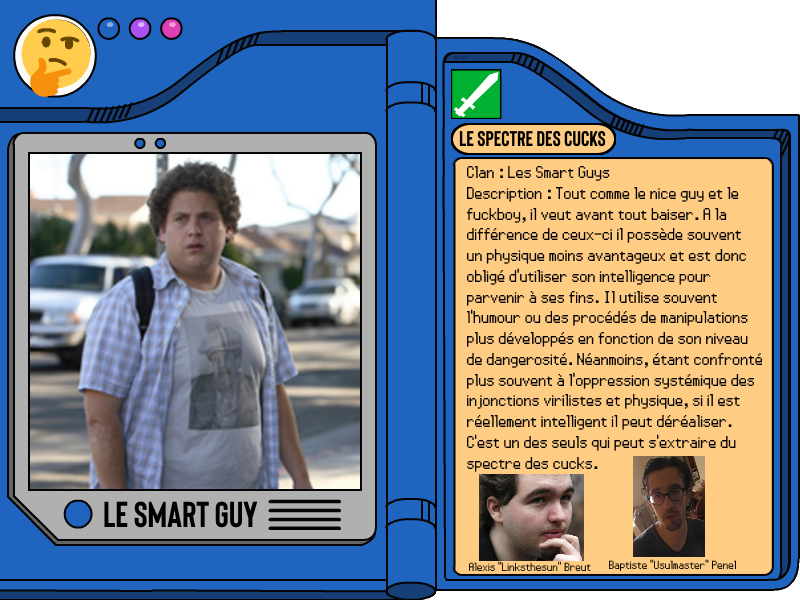 LE SPECTRE DES CUCKS
Clan : Les Smart Guys
Description : Tout comme le nice guy et le
fuckboy, il veut avant tout baiser. A la
différence de ceux-ci il possède souvent
un physique moins avantageux et est donc
obligé d'utiliser son intelligence pour
parvenir à ses fins. Il utilise souvent
l'humour ou des procédés de manipulations
plus développés en fonction de son niveau
de dangerosité. Néanmoins, étant confronté
plus souvent à l'oppression systémique des
injonctions virilistes et physique, si il est
réellement intelligent il peut déréaliser.
C'est un des seuls qui peut s'extraire du
spectre des cucks.
Alexis "Linksthesun" Breut
Baptiste "Usulmaster" Penel
LE SMART GUY